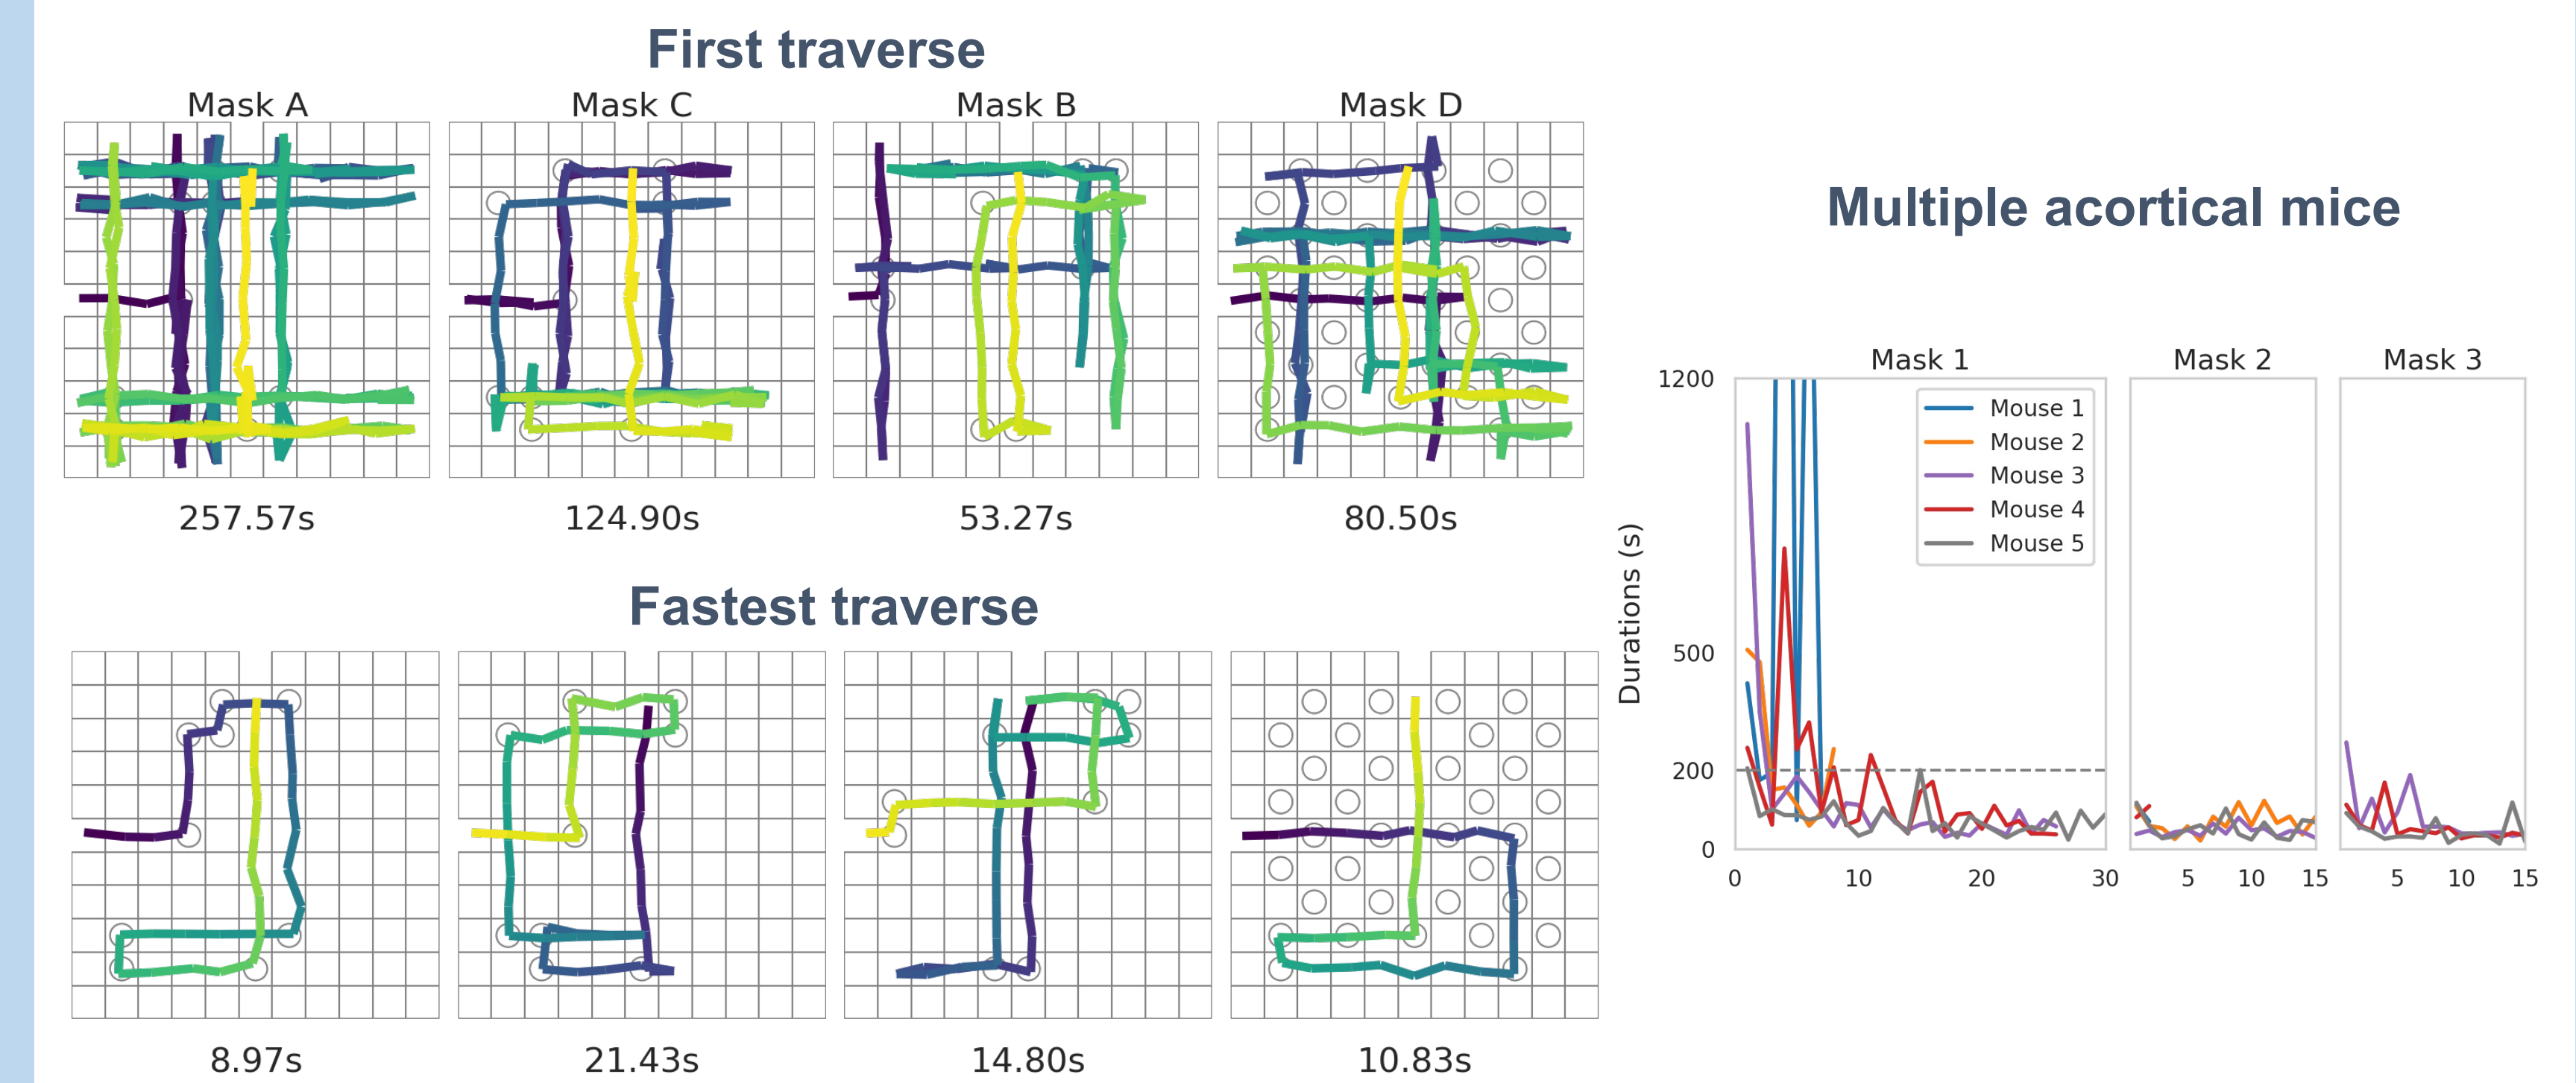 First traverse
Mask A
Mask C
Mask B
Mask D
257.57s
124.90s
53.27s
80.50s
Fastest traverse
8.97s
21.43s
14.80s
10.83s
Multiple acortical mice
Mask 1
Mask 2
Mask 3
Durations (s)
1200
500
200
0
Mouse 1
Mouse 2
Mouse 3
Mouse 4
Mouse 5
0 10 20 30
5 10 15
5 10 15